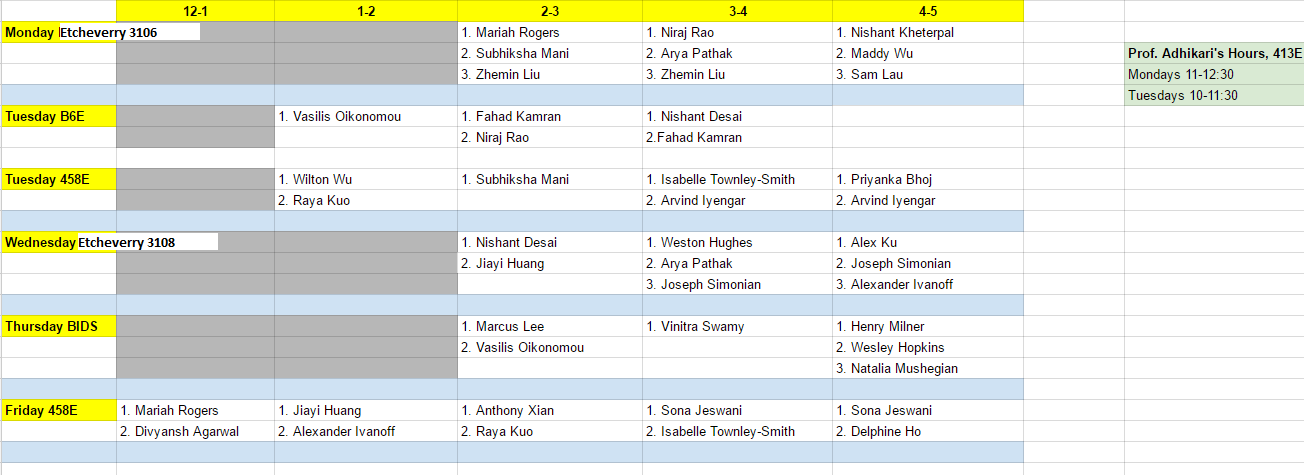 12-1 1-2 2-3 3-4 4-5
Monday Etcheverry 3106 1. Mariah Rogers 1. Niraj Rao 1. Nishant Kheterpal
2. Subhiksha Mani 2. Arya Pathak 2. Maddy Wu Prof. Adhikari's Hours, 413E
3. Zhemin Liu 3. Zhemin Liu 3. Sam Lau Mondays 11-12:30
Tuesdays 10-11:30
Tuesday B6E 1. Vasilis Oikonomou 1. Fahad Kamran 1. Nishant Desai
2. Niraj Rao 2.Fahad Kamran
Tuesday 458E 1. Wilton Wu 1. Subhiksha Mani 1. Isabelle Townley-Smith 1. Priyanka Bhoj
2. Raya Kuo 2. Arvind Iyengar 2. Arvind Iyengar
Wednesday Etcheverry 3108 1. Nishant Desai 1. Weston Hughes 1. Alex Ku
2. Jiayi Huang 2. Arya Pathak 2. Joseph Simonian
3. Joseph Simonian 3. Alexander Ivanoff
Thursday BIDS 1. Marcus Lee 1. Vinitra Swamy 1. Henry Milner
2. Vasilis Oikonomou 2. Wesley Hopkins
3. Natalia Mushegian
Friday 458E 1. Mariah Rogers 1. Jiayi Huang 1. Anthony Xian 1. Sona Jeswani 1. Sona Jeswani
2. Divyansh Agarwal 2. Alexander Ivanoff 2. Raya Kuo 2. Isabelle Townley-Smith 2. Delphine Ho